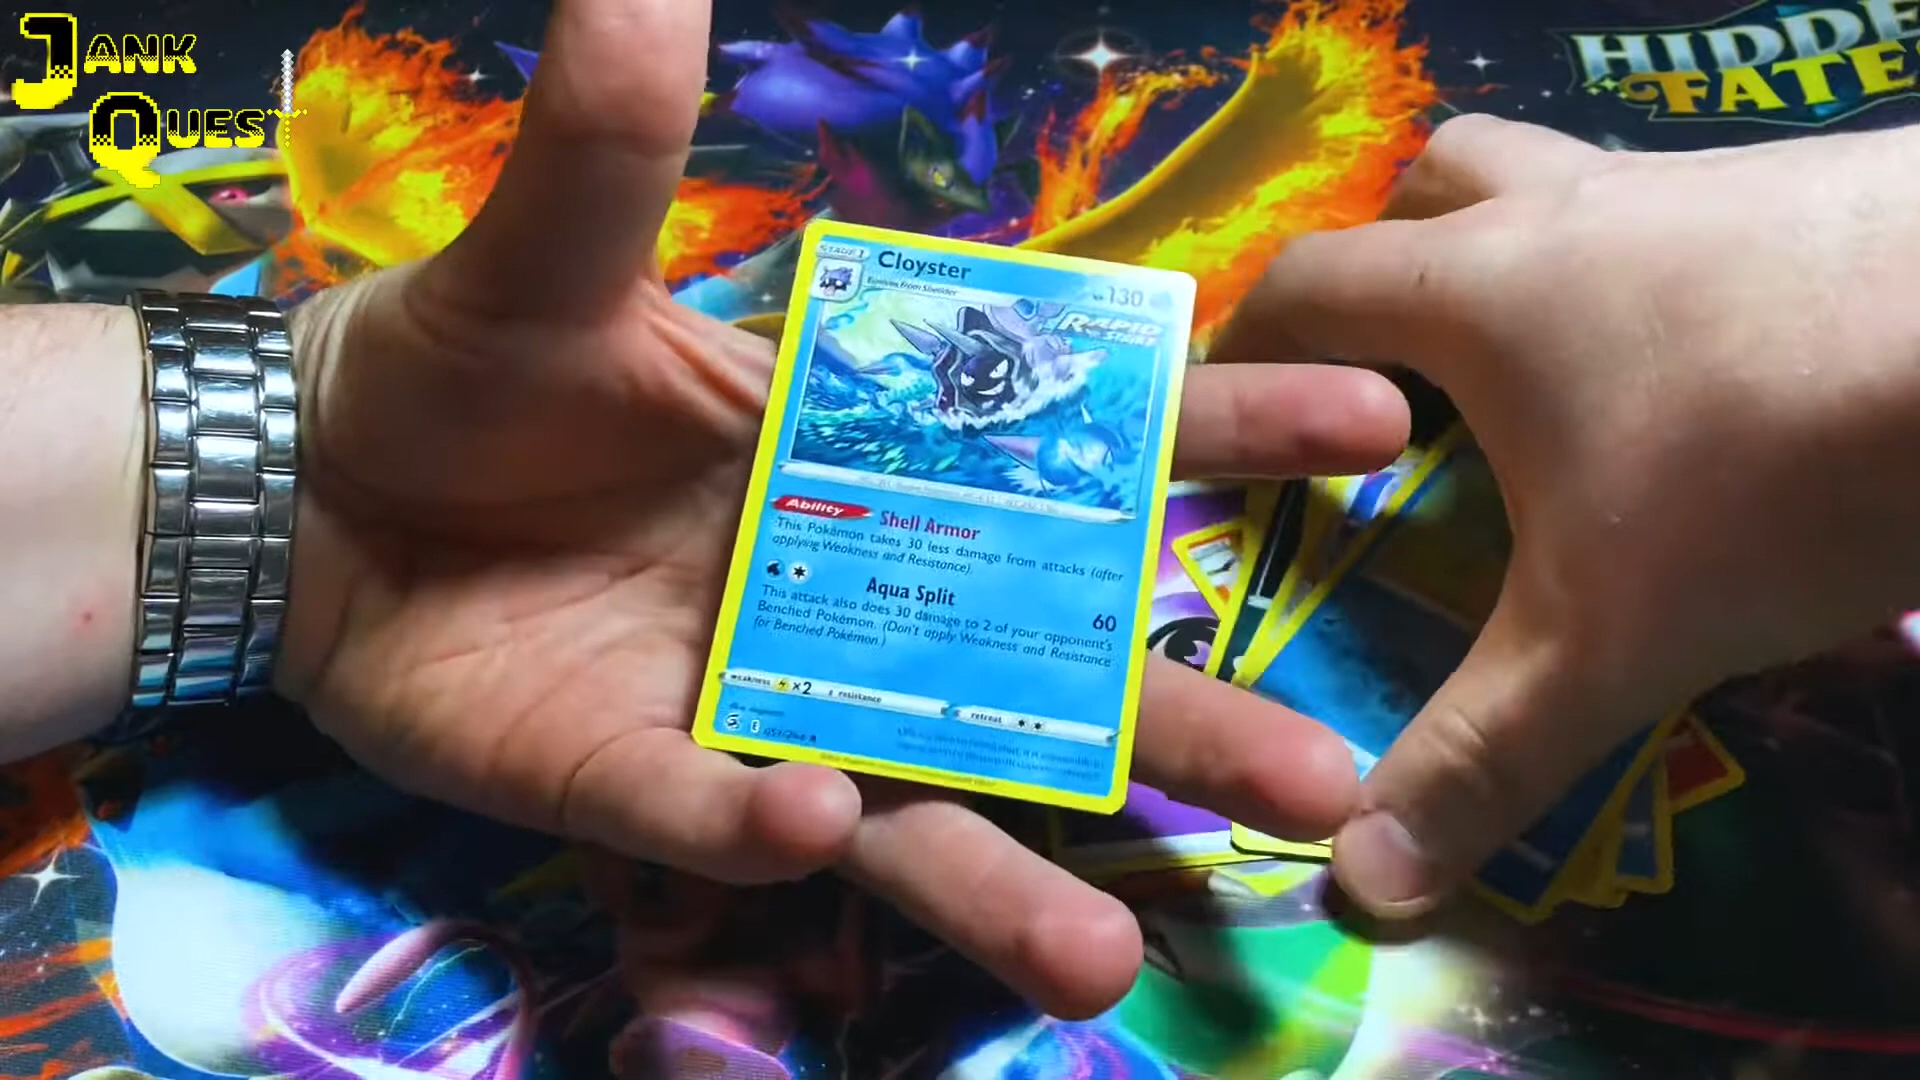 JANK
QUEST
HIDDE
FATE
STAGE 1
Cloyster
Evolves from Shellder
130
RAPID
STRIKE
Ability
Shell Armor
This Pokémon takes 30 less damage from attacks (after
applying Weakness and Resistance).
Aqua Split
60
This attack also does 30 damage to 2 of your opponent's
Benched Pokémon. (Don't apply Weakness and Resistance
for Benched Pokémon.)
weakness
×2
resistance
retreat
E